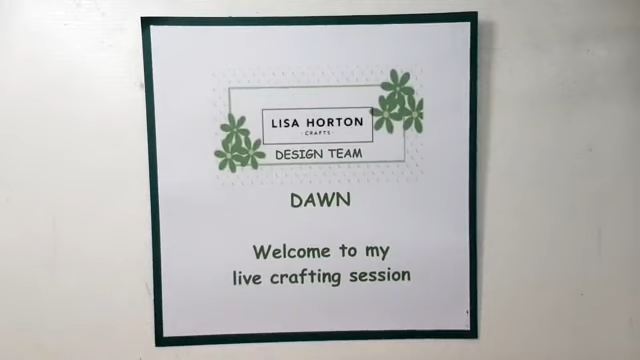 LISA HORTON
· CRAFTS ·
DESIGN TEAM
DAWN
Welcome to my
live crafting session